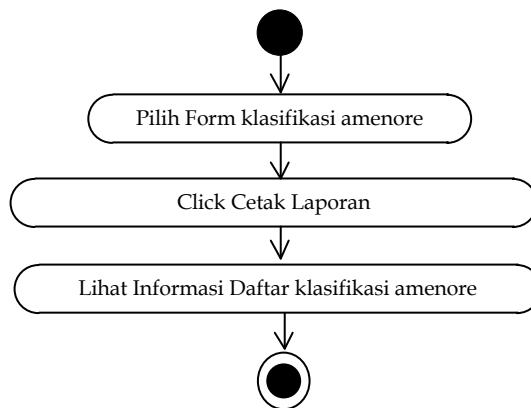 Pilih Form klasifikasi amenore
Click Cetak Laporan
Lihat Informasi Daftar klasifikasi amenore